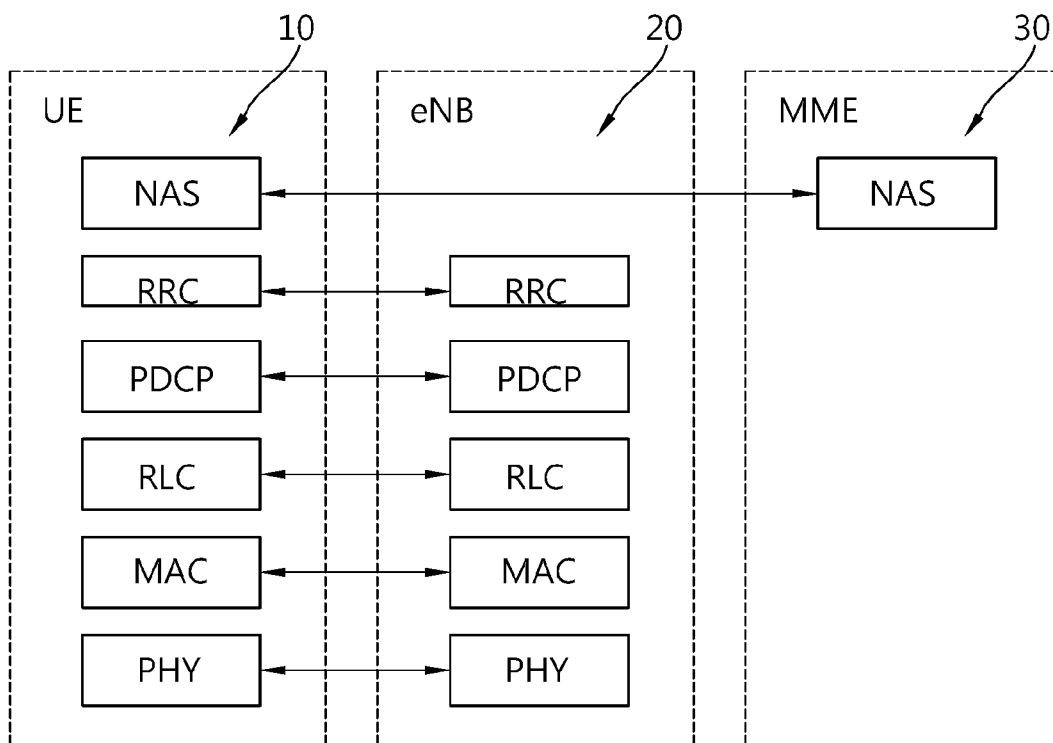 10 20 30
UE eNB MME
NAS NAS
RRC RRC
PDCP PDCP
RLC RLC
MAC MAC
PHY PHY